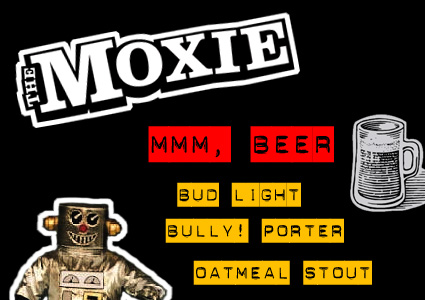 THE MOXIE
MMM, BEER
BUD LIGHT
BULLY! PORTER
OATMEAL STOUT